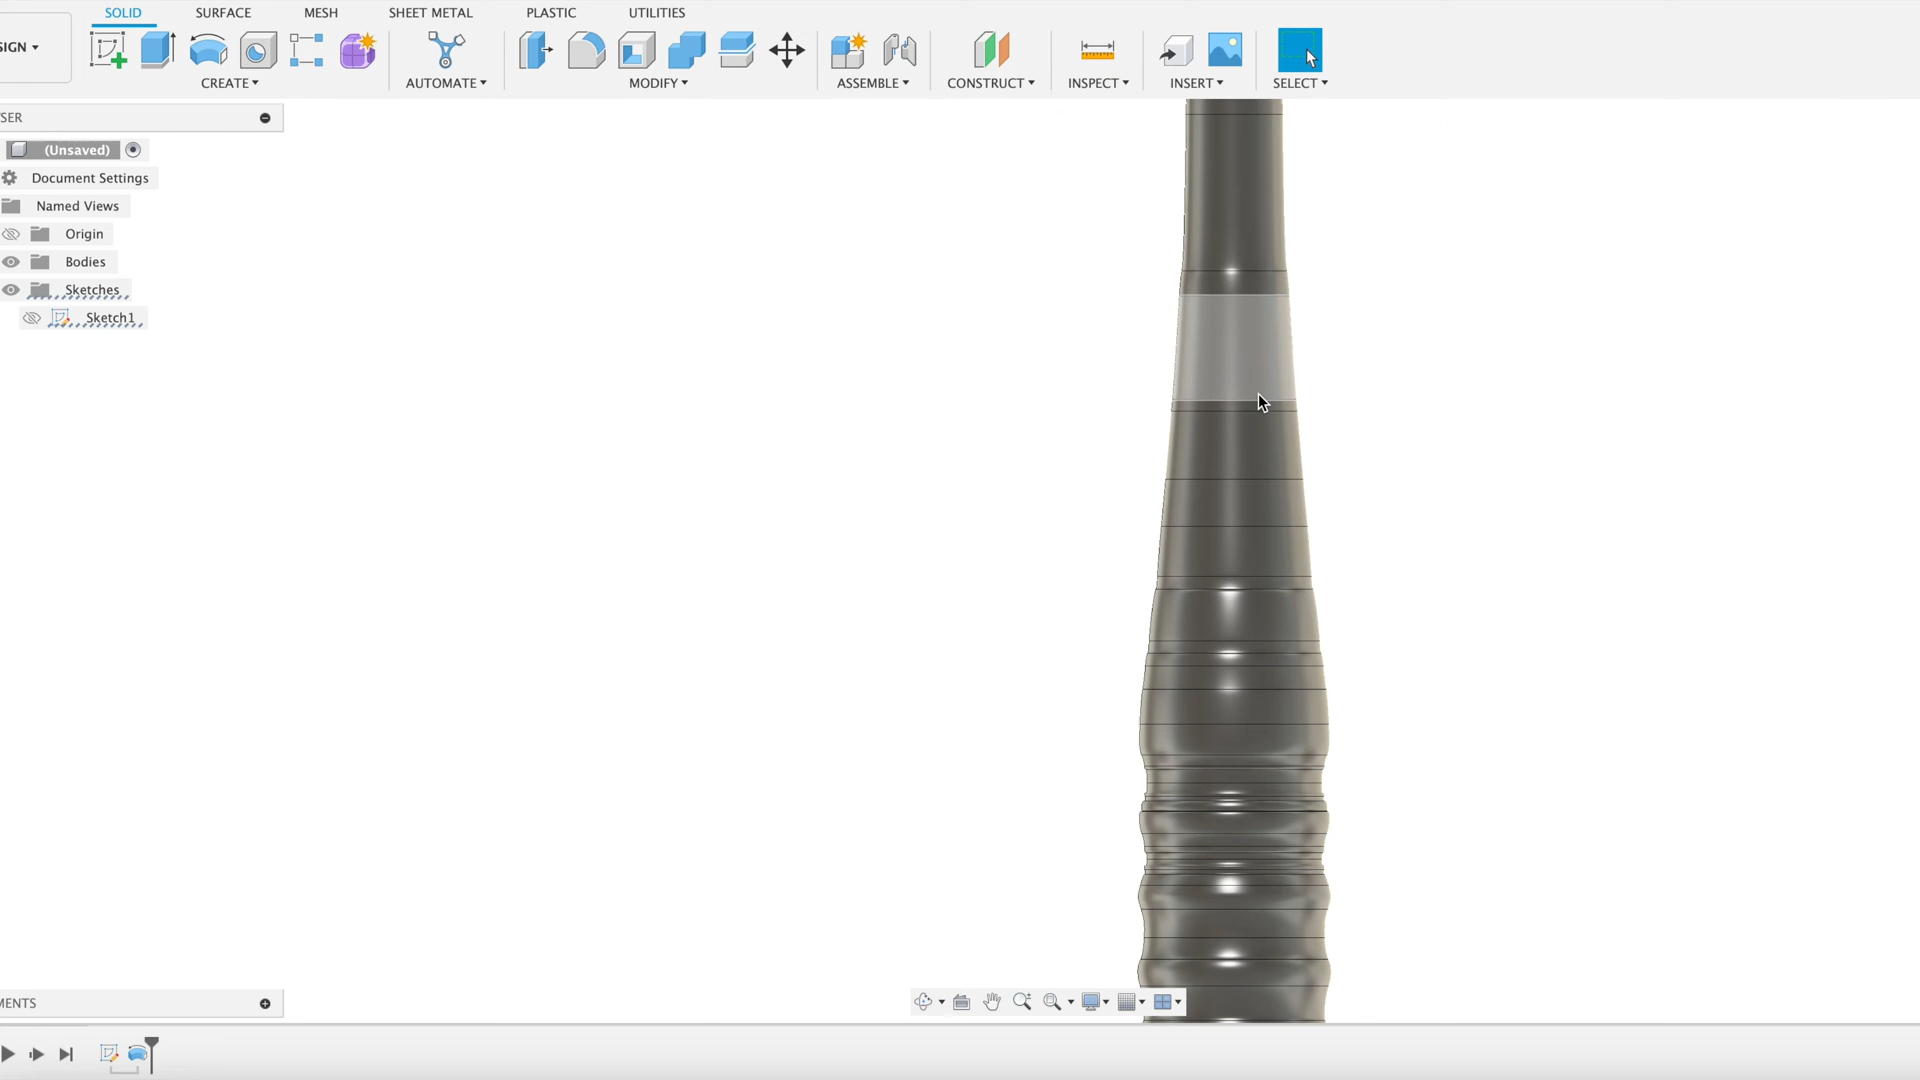 SOLID SURFACE MESH SHEET METAL PLASTIC UTILITIES
SIGN
CREATE AUTOMATE MODIFY ASSEMBLE CONSTRUCT INSPECT INSERT SELECT
SER
(Unsaved)
Document Settings
Named Views
Origin
Bodies
Sketches
Sketch1
MENTS